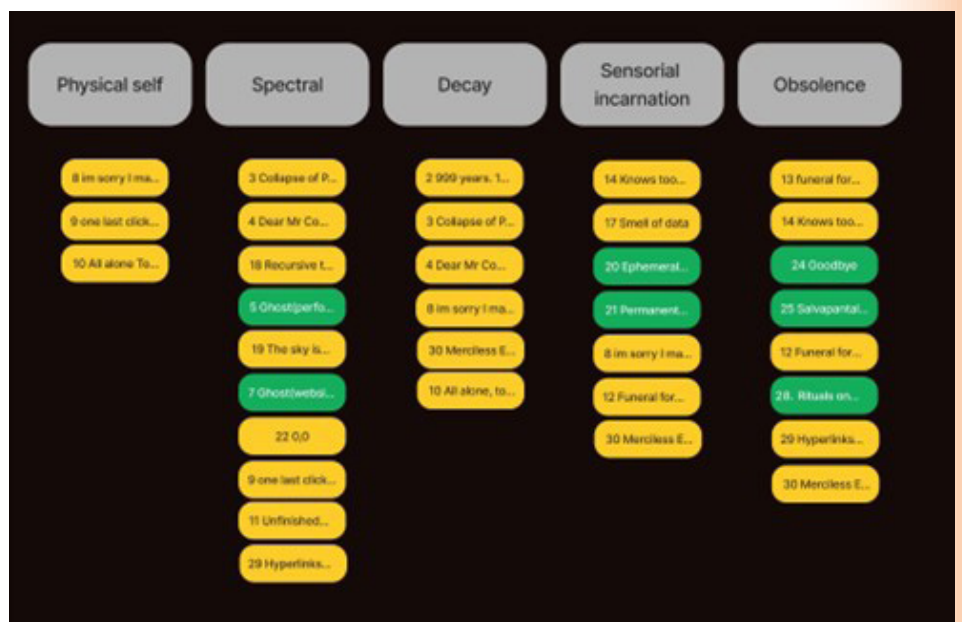 Physical self
Spectral
Decay
Sensorial
incarnation
Obsolence
8 im sorry I ma...
9 one last click...
10 All alone To...
3 Collapse of P...
4 Dear Mr Co...
18 Recursive t...
5 Ghost(perfo...
19 The sky is...
7 Ghost(websi...
22 0,0
9 one last click...
11 Unfinished...
29 Hyperlinks...
2 999 years. 1...
3 Collapse of P...
4 Dear Mr Co...
8 im sorry I ma...
30 Merciless E...
10 All alone, to...
14 Knows too...
17 Smell of data
20 Ephemeral...
21 Permanent...
8 im sorry I ma...
12 Funeral for...
30 Merciless E...
13 funeral for...
14 Knows too...
24 Goodbye
25 Salvapantal...
12 Funeral for...
28. Rituals on...
29 Hyperlinks...
30 Merciless E...